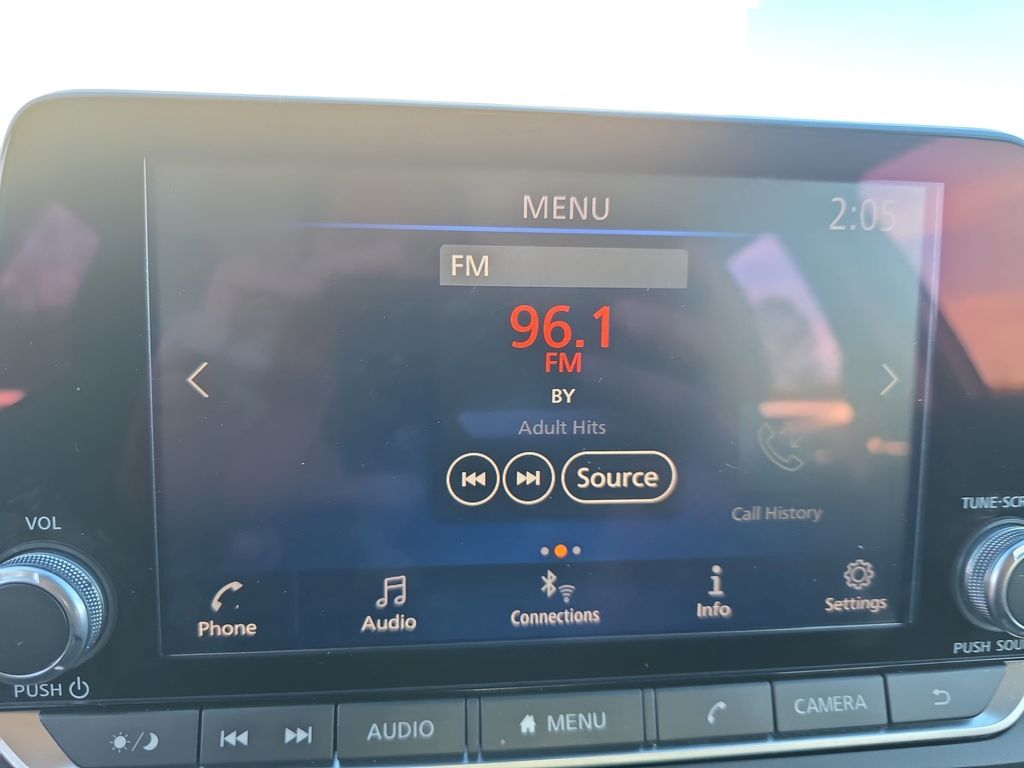 MENU
2:05
FM
96.1
FM
BY
Adult Hits
Source
Call History
VOL
TUNE-SCR
Phone
Audio
Connections
Info
Settings
PUSH
PUSH SOU
AUDIO
MENU
CAMERA